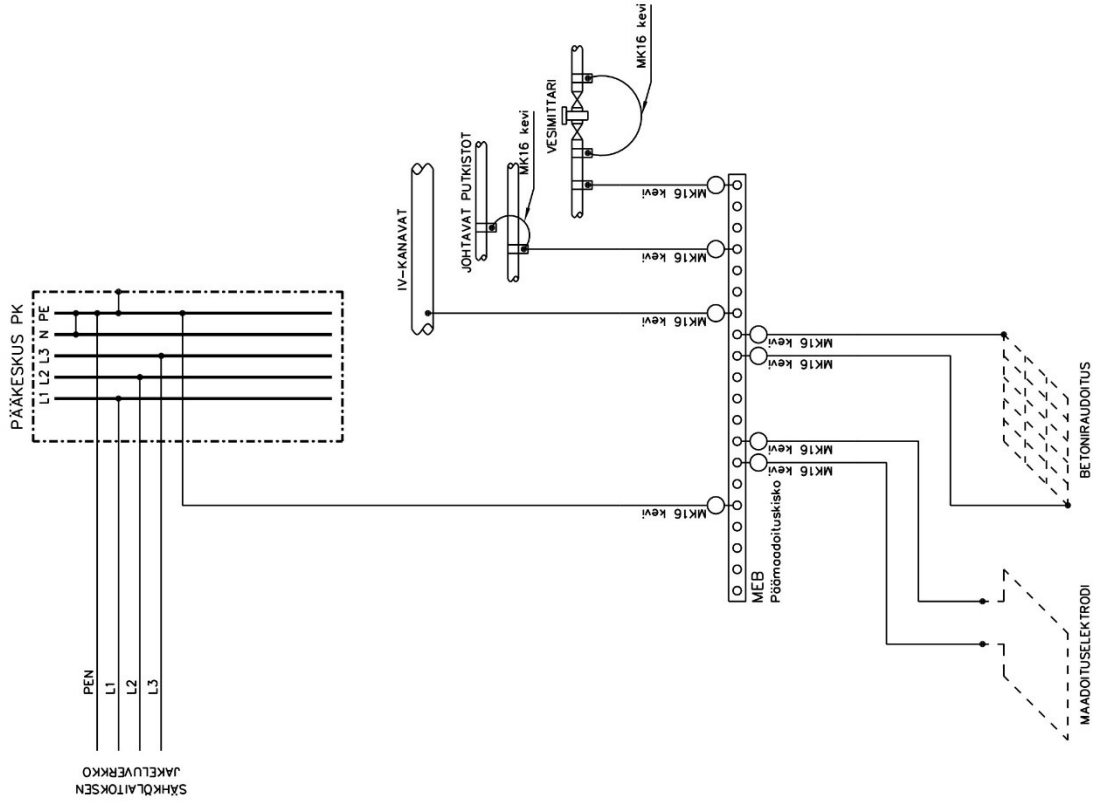 PÄÄKESKUS PK
L1 L2 L3 N PE
PEN
L1
L2
L3
SÄHKÖLAITOKSEN
JAKELUVERKKO
IV-KANAVAT
JOHTAVAT PUTKISTOT
MK16 kevi
VESIMITTARI
MK16 kevi
MK16 kevi
MK16 kevi
MK16 kevi
MK16 kevi
MK16 kevi
MK16 kevi
MK16 kevi
MK16 kevi
MEB
Päämaadoituskisko
MAADOITUSELEKTRODI
BETONIRAUDOITUS